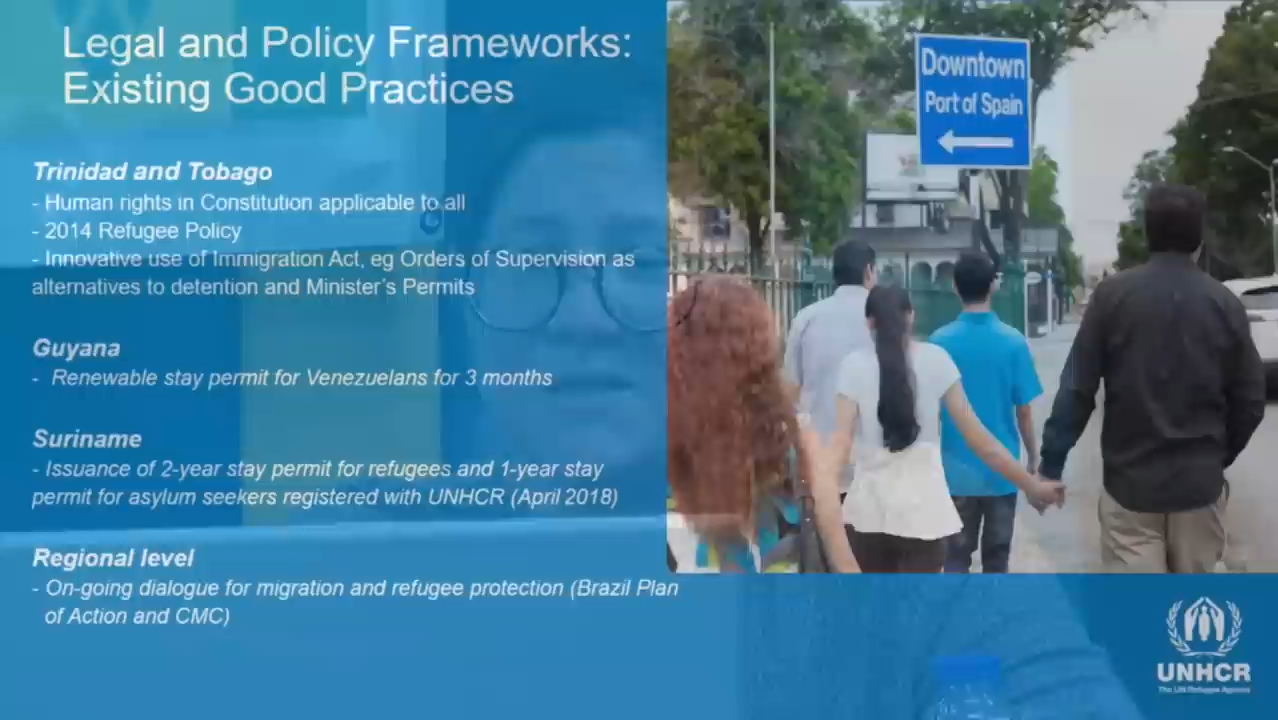 Legal and Policy Frameworks:
Existing Good Practices
Trinidad and Tobago
- Human rights in Constitution applicable to all
- 2014 Refugee Policy
- Innovative use of Immigration Act, eg Orders of Supervision as
alternatives to detention and Minister's Permits
Guyana
- Renewable stay permit for Venezuelans for 3 months
Suriname
- Issuance of 2-year stay permit for refugees and 1-year stay
permit for asylum seekers registered with UNHCR (April 2018)
Regional level
- On-going dialogue for migration and refugee protection (Brazil Plan
of Action and CMC)
Downtown
Port of Spain
UNHCR
The UN Refugee Agency